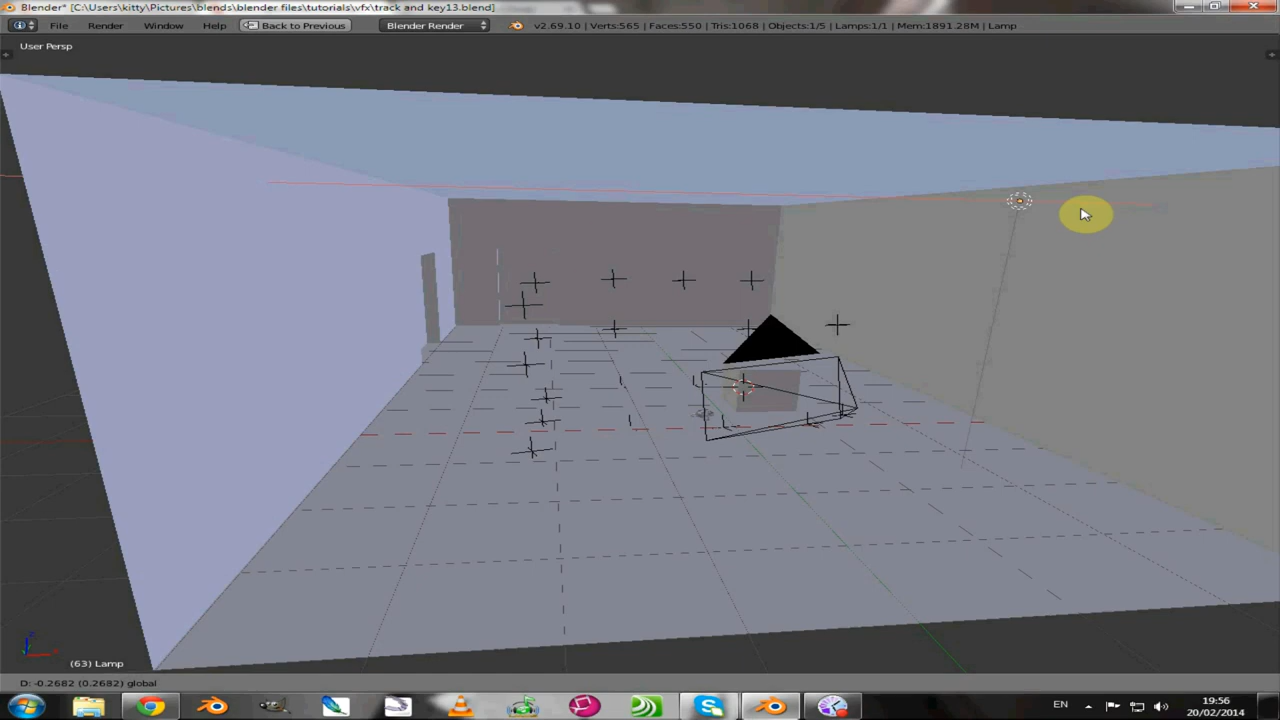 Blender* [C:\Users\kitty\Pictures\blends\blender files\tutorials\vfx\track and key13.blend]
File Render Window Help Back to Previous Blender Render v2.69.10 | Verts:565 | Faces:550 | Tris:1068 | Objects:1/5 | Lamps:1/1 | Mem:1891.28M | Lamp
User Persp
(63) Lamp
D: -0.2682 (0.2682) global
EN
19:56
20/02/2014